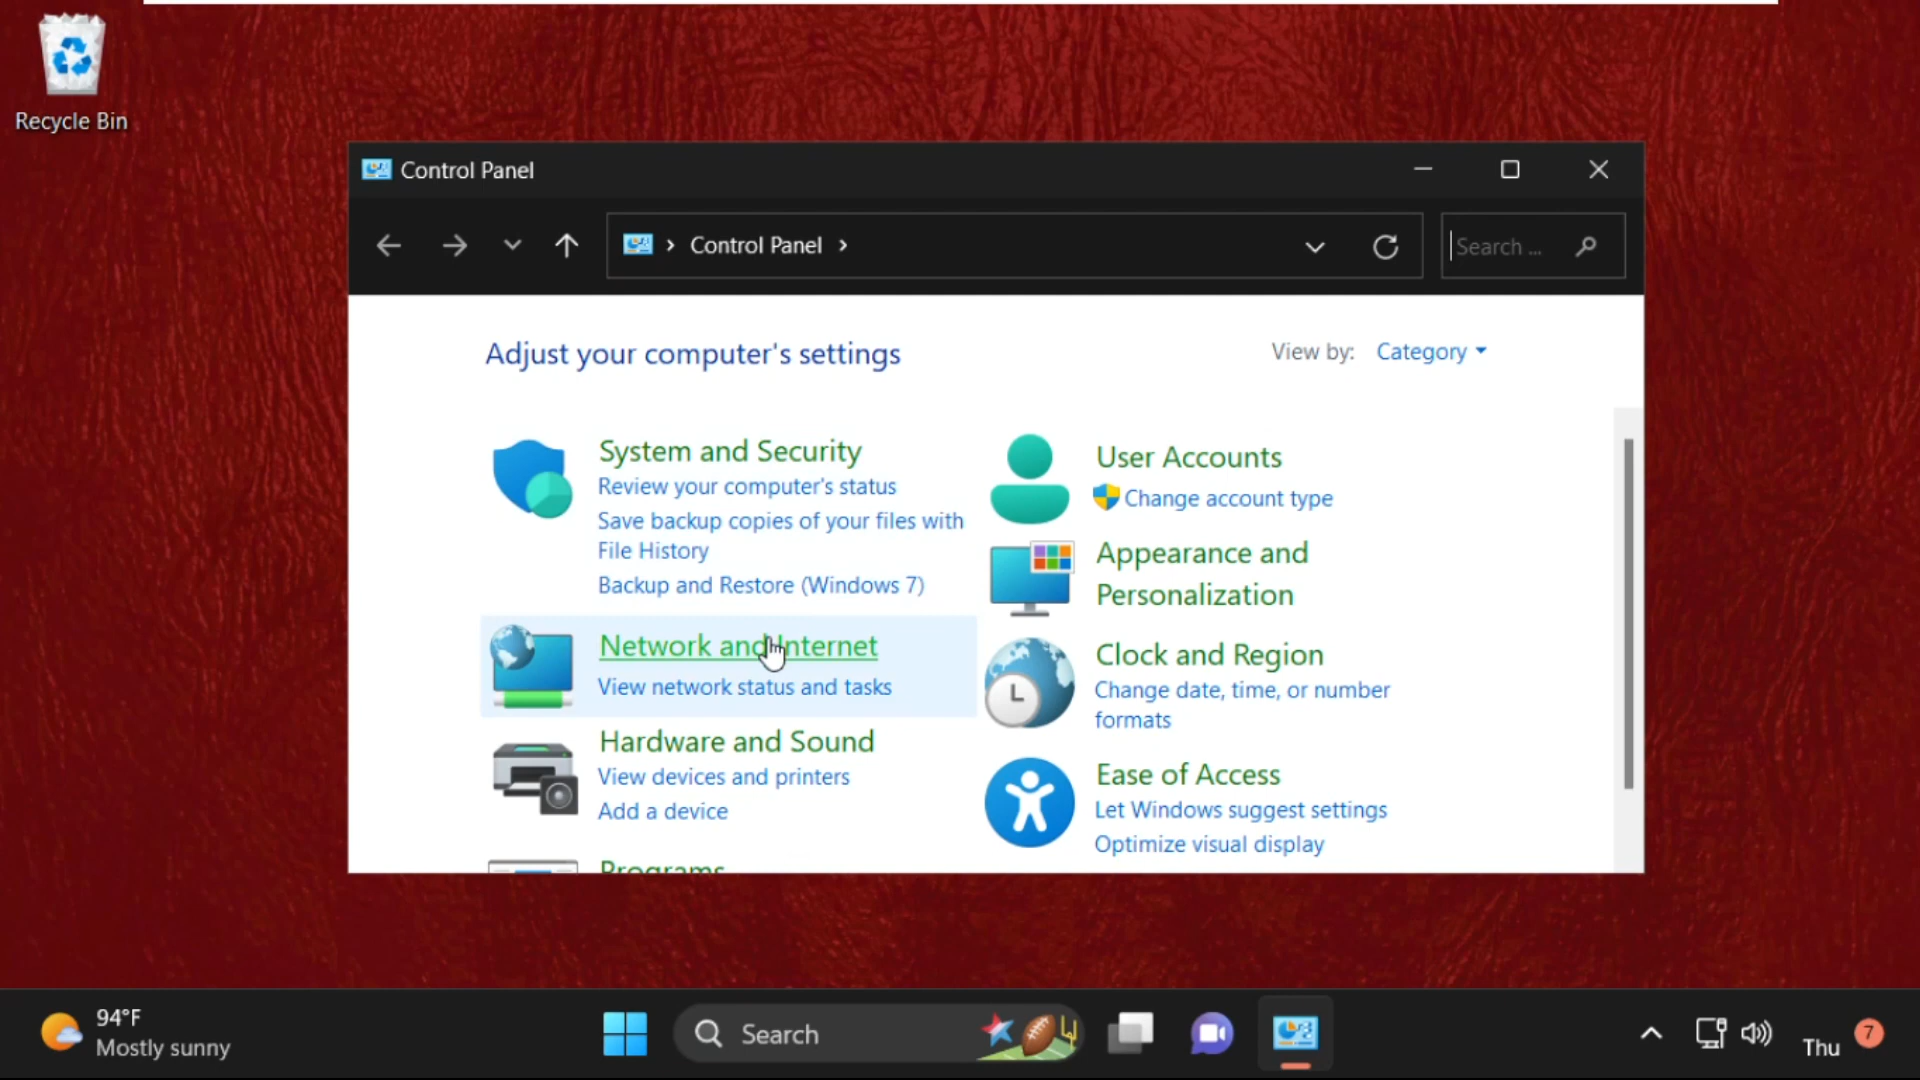 Recycle Bin
Control Panel
Control Panel
Search ...
Adjust your computer's settings
View by: Category
System and Security
Review your computer's status
Save backup copies of your files with
File History
Backup and Restore (Windows 7)
Network and Internet
View network status and tasks
Hardware and Sound
View devices and printers
Add a device
Programs
User Accounts
Change account type
Appearance and
Personalization
Clock and Region
Change date, time, or number
formats
Ease of Access
Let Windows suggest settings
Optimize visual display
94°F
Mostly sunny
Search
Thu
7